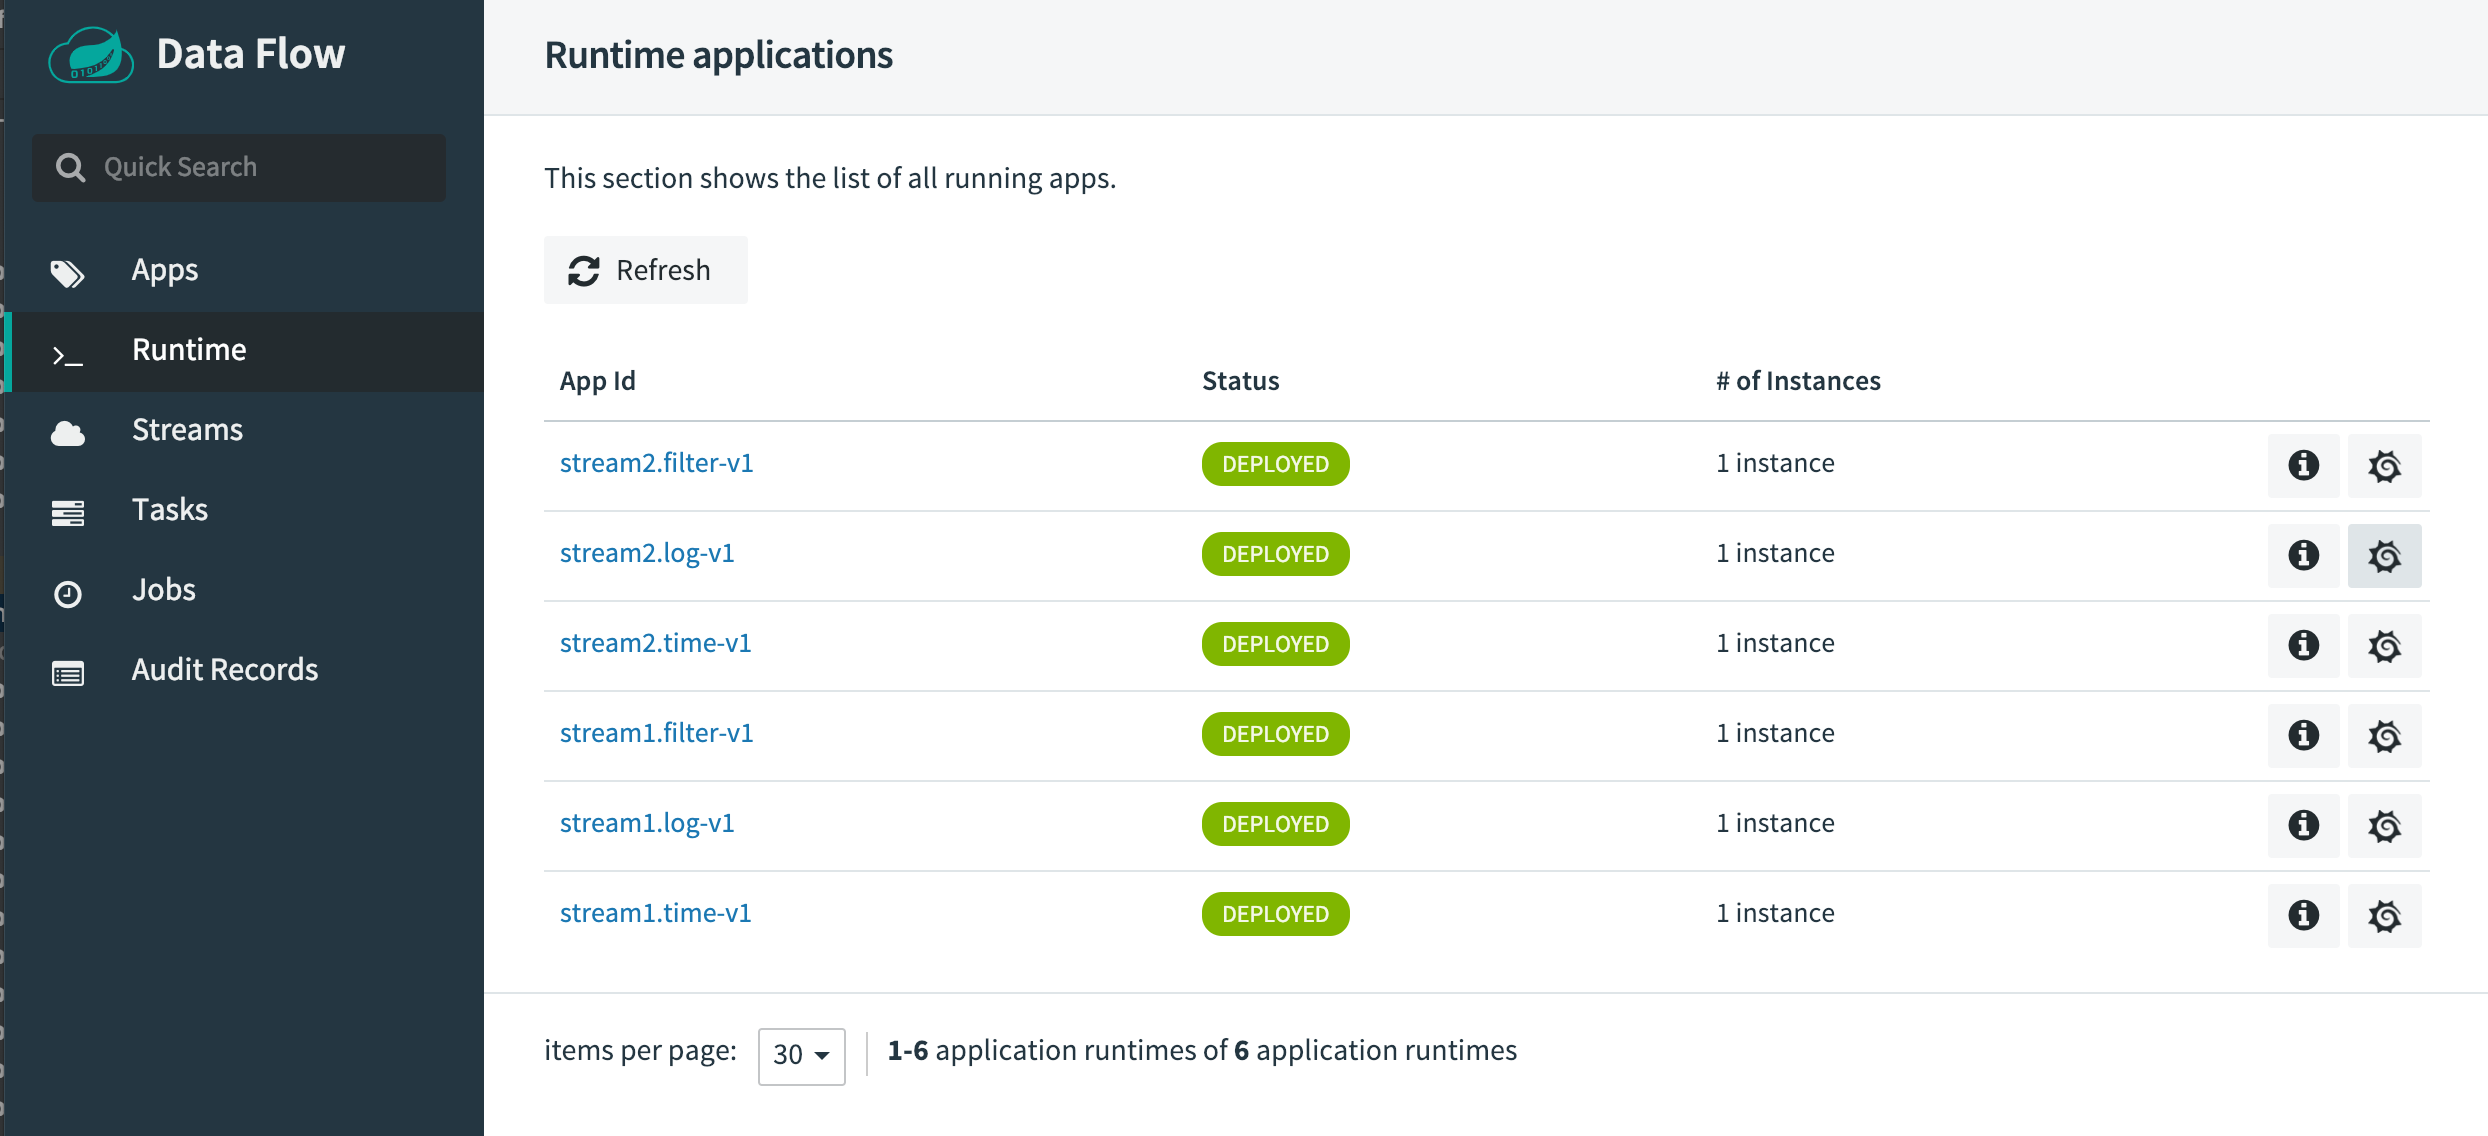 Data Flow
Quick Search
Apps
Runtime
Streams
Tasks
Jobs
Audit Records
Runtime applications
This section shows the list of all running apps.
Refresh
App Id Status # of Instances
stream2.filter-v1 DEPLOYED 1 instance
stream2.log-v1 DEPLOYED 1 instance
stream2.time-v1 DEPLOYED 1 instance
stream1.filter-v1 DEPLOYED 1 instance
stream1.log-v1 DEPLOYED 1 instance
stream1.time-v1 DEPLOYED 1 instance
items per page: 30 1-6 application runtimes of 6 application runtimes